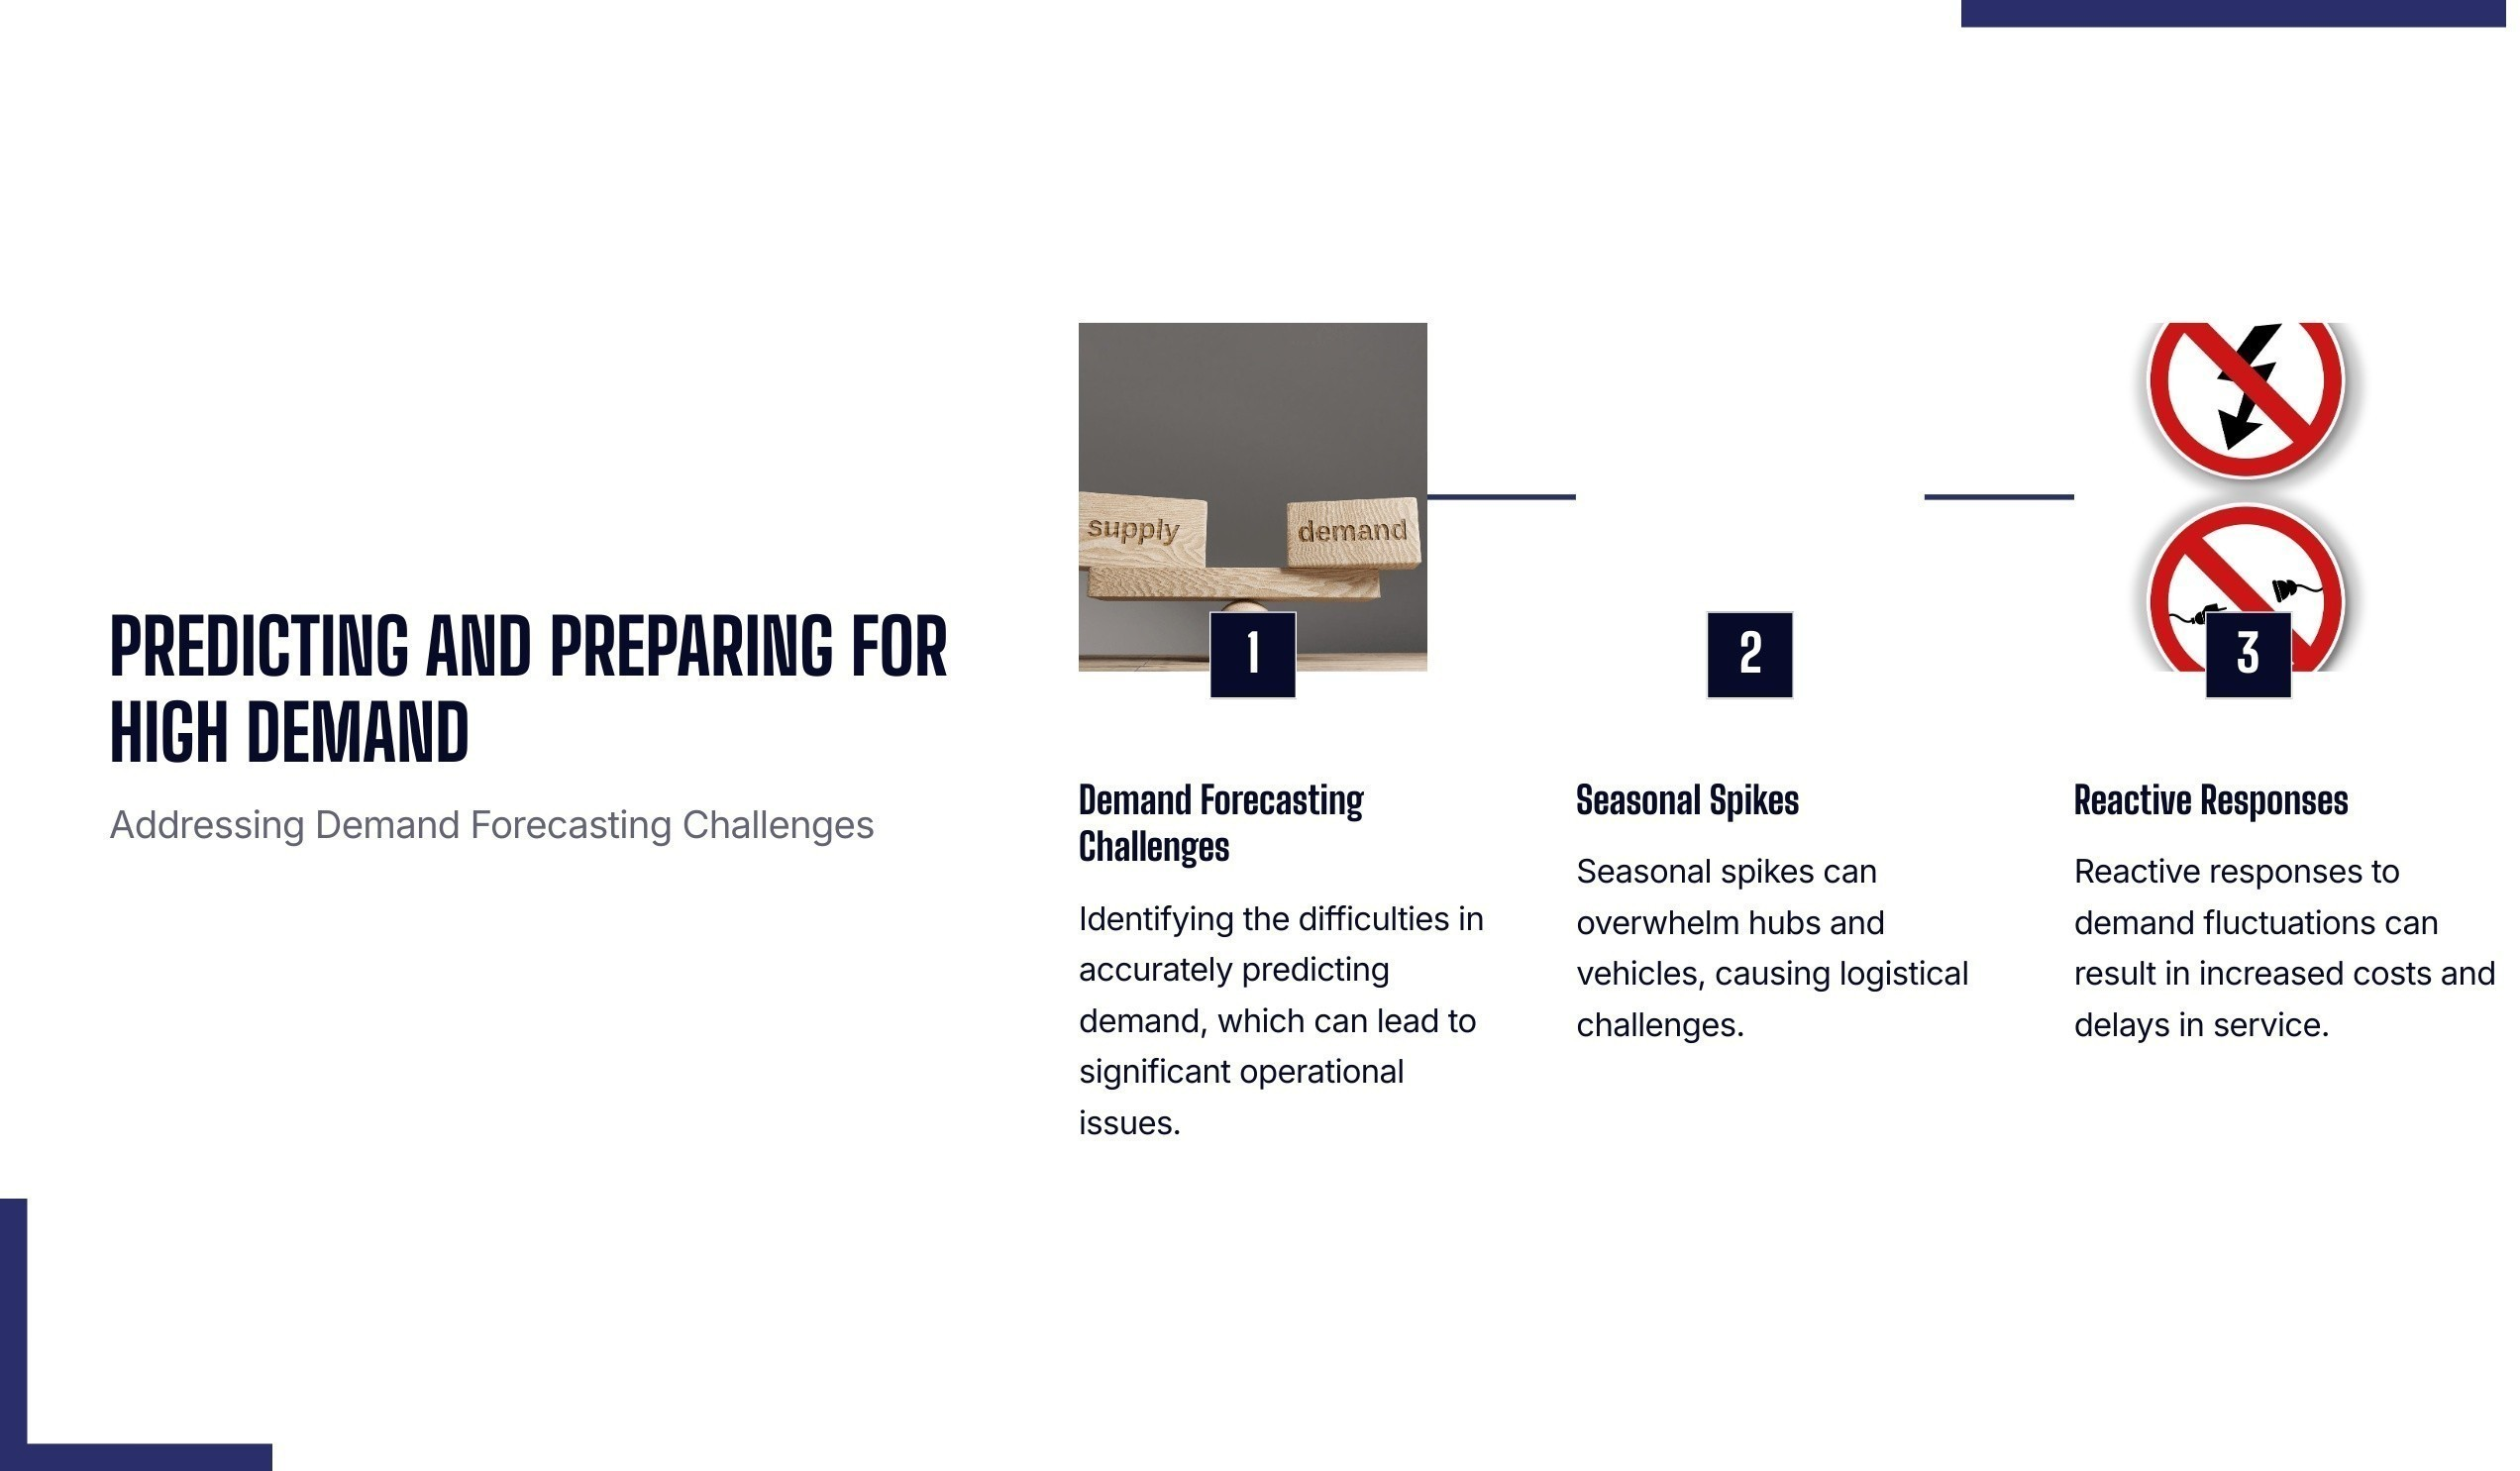 PREDICTING AND PREPARING FOR
HIGH DEMAND
Addressing Demand Forecasting Challenges
supply
demand
1
Demand Forecasting
Challenges
Identifying the difficulties in
accurately predicting
demand, which can lead to
significant operational
issues.
2
Seasonal Spikes
Seasonal spikes can
overwhelm hubs and
vehicles, causing logistical
challenges.
3
Reactive Responses
Reactive responses to
demand fluctuations can
result in increased costs and
delays in service.